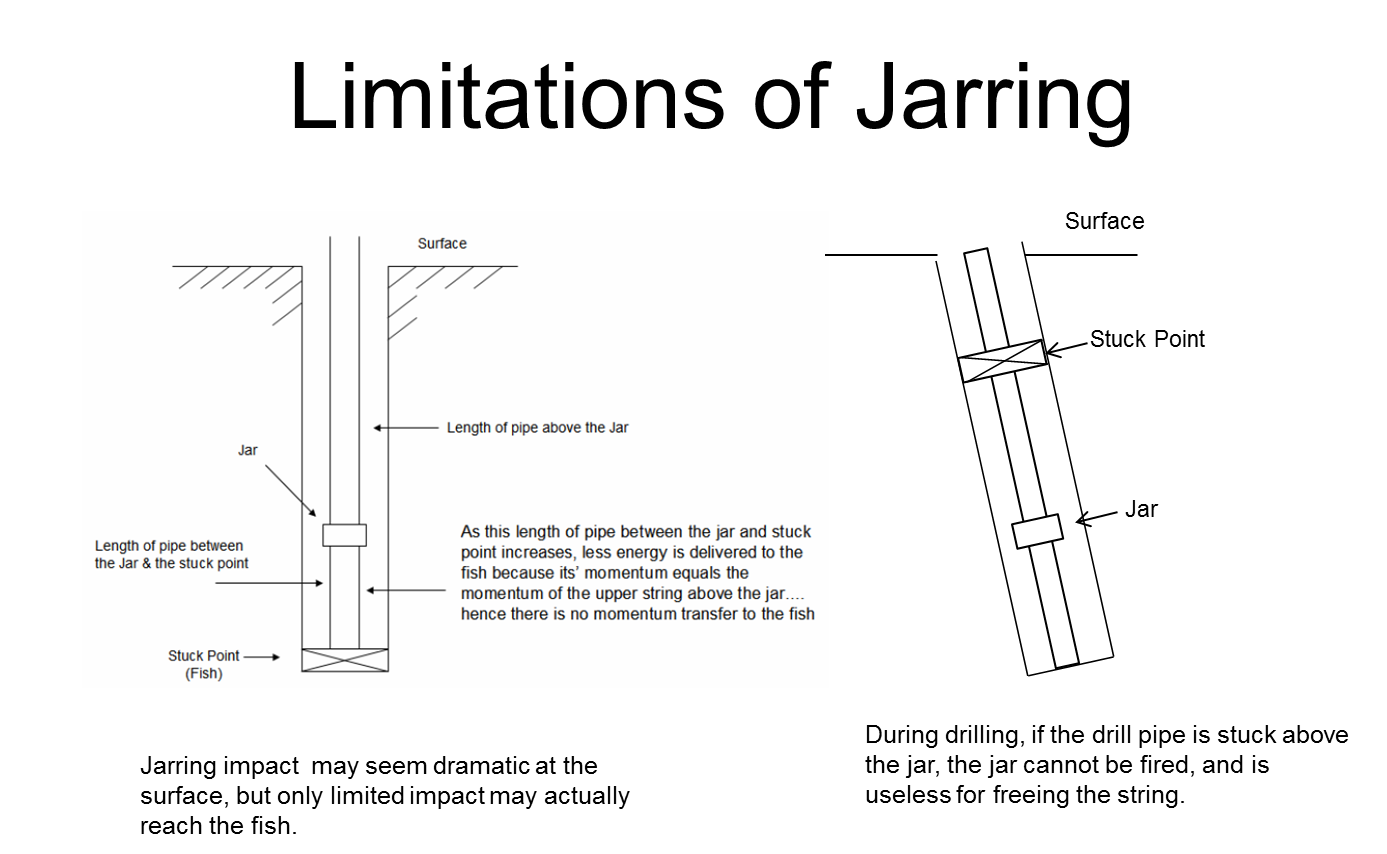 Limitations of Jarring
Surface
Length of pipe above the Jar
Jar
Length of pipe between
the Jar & the stuck point
As this length of pipe between the jar and stuck
point increases, less energy is delivered to the
fish because its’ momentum equals the
momentum of the upper string above the jar....
hence there is no momentum transfer to the fish
Stuck Point
(Fish)
Jarring impact  may seem dramatic at the
surface, but only limited impact may actually
reach the fish.
Surface
Stuck Point
Jar
During drilling, if the drill pipe is stuck above
the jar, the jar cannot be fired, and is
useless for freeing the string.